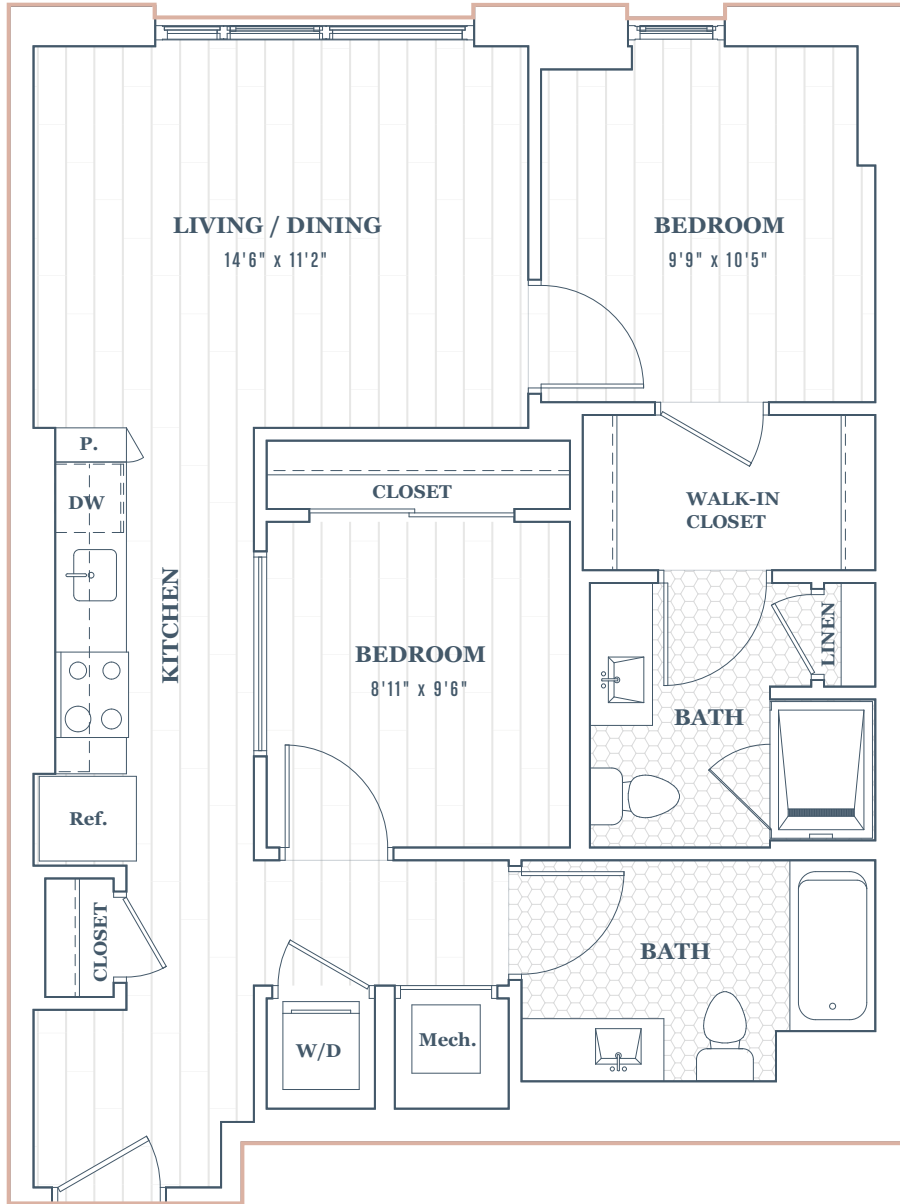 LIVING / DINING
14'6" x 11'2"
BEDROOM
9'9" x 10'5"
P.
DW
KITCHEN
CLOSET
WALK-IN
CLOSET
BEDROOM
8'11" x 9'6"
LINEN
BATH
Ref.
CLOSET
BATH
W/D
Mech.